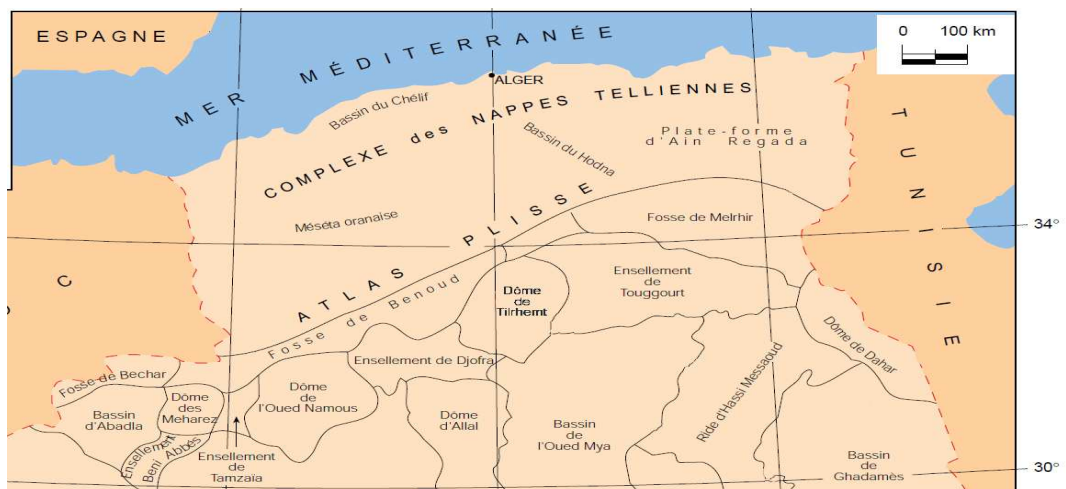 ESPAGNE
0 100 km
MER MÉDITERRANÉE
ALGER
Bassin du Chélif
COMPLEXE des NAPPES TELLIENNES
Bassin du Hodna
Plate-forme
d'Ain Regada
TUNISIE
Méséta oranaise
ATLAS PLISSE
Fosse de Melrhir
34°
C
Fosse de Benoud
Dôme
de
Tilrhemt
Ensellement
de
Touggourt
Dôme de Dahar
Ensellement de Djofra
Fosse de Bechar
Bassin
d'Abadla
Dôme
des
Meharez
Dôme
de
l'Oued Namous
Dôme
d'Allal
Bassin
de
l'Oued Mya
Ride d'Hassi Messaoud
Ensellement
Beni Abbés
Ensellement
de
Tamzaïa
Bassin
de
Ghadamès
30°